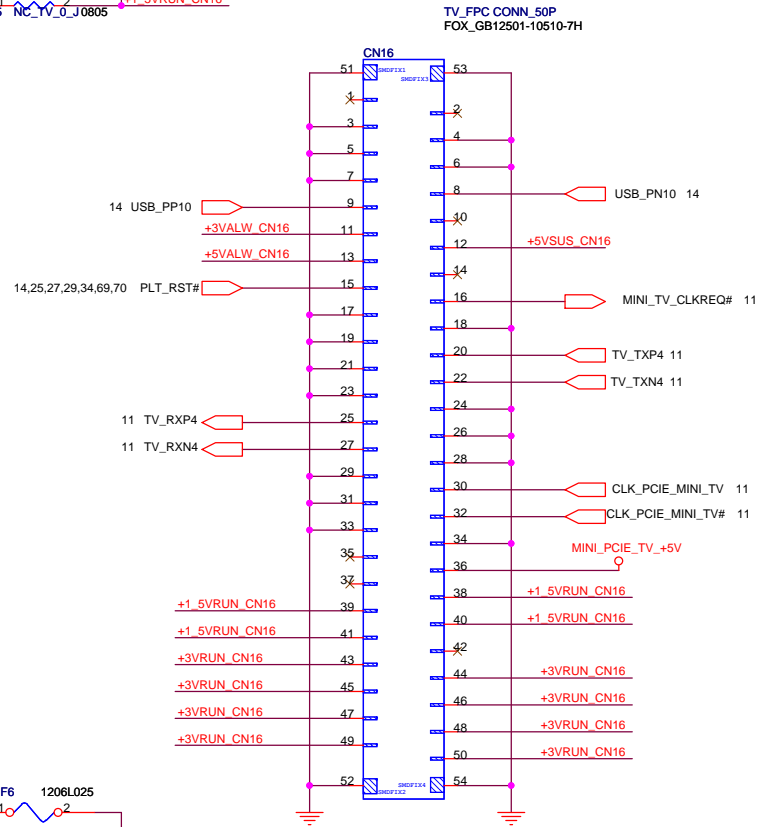 NC_TV_0_J 0805
2
+1_5VRUN_CN16
TV_FPC CONN_50P
FOX_GB12501-10510-7H
CN16
51 SMDFIX1 SMDFIX3 53
1
2
3
4
5
6
7
8 USB_PN10 14
14 USB_PP10 9
10
+3VALW_CN16 11
12 +5VSUS_CN16
+5VALW_CN16 13
14
14,25,27,29,34,69,70 PLT_RST# 15
16 MINI_TV_CLKREQ# 11
17
18
19
20 TV_TXP4 11
21
22 TV_TXN4 11
23
24
11 TV_RXP4 25
26
11 TV_RXN4 27
28
29
30 CLK_PCIE_MINI_TV 11
31
32 CLK_PCIE_MINI_TV# 11
33
34
MINI_PCIE_TV_+5V
35
36
37
38 +1_5VRUN_CN16
+1_5VRUN_CN16 39
40 +1_5VRUN_CN16
+1_5VRUN_CN16 41
42
+3VRUN_CN16 43
44 +3VRUN_CN16
+3VRUN_CN16 45
46 +3VRUN_CN16
+3VRUN_CN16 47
48 +3VRUN_CN16
+3VRUN_CN16 49
50 +3VRUN_CN16
52 SMDFIX2 SMDFIX4 54
F6 1206L025
1 2